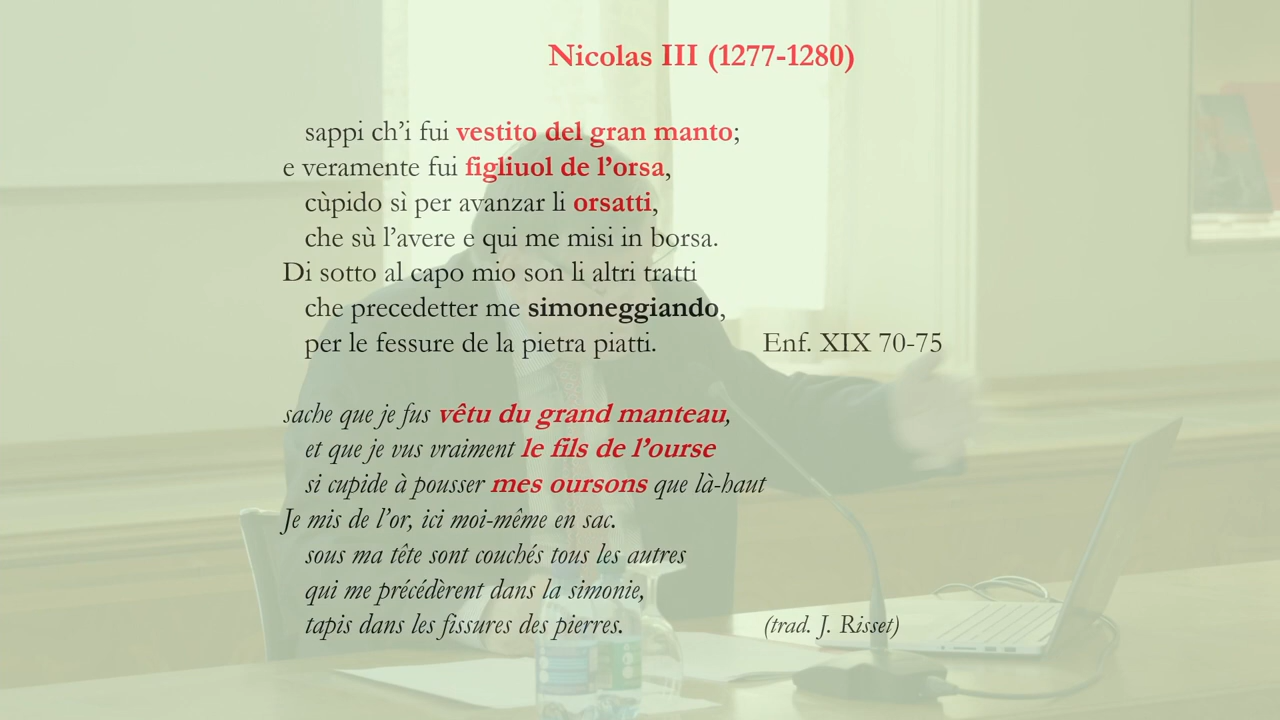 Nicolas III (1277-1280)
sappi ch’i fui vestito del gran manto;
e veramente fui figliuol de l’orsa,
cùpido sì per avanzar li orsatti,
che sù l’avere e qui me misi in borsa.
Di sotto al capo mio son li altri tratti
che precedetter me simoneggiando,
per le fessure de la pietra piatti. Enf. XIX 70-75
sache que je fus vêtu du grand manteau,
et que je vus vraiment le fils de l’ourse
si cupide à pousser mes oursons que là-haut
Je mis de l’or, ici moi-même en sac.
sous ma tête sont couchés tous les autres
qui me précédèrent dans la simonie,
tapis dans les fissures des pierres. (trad. J. Risset)